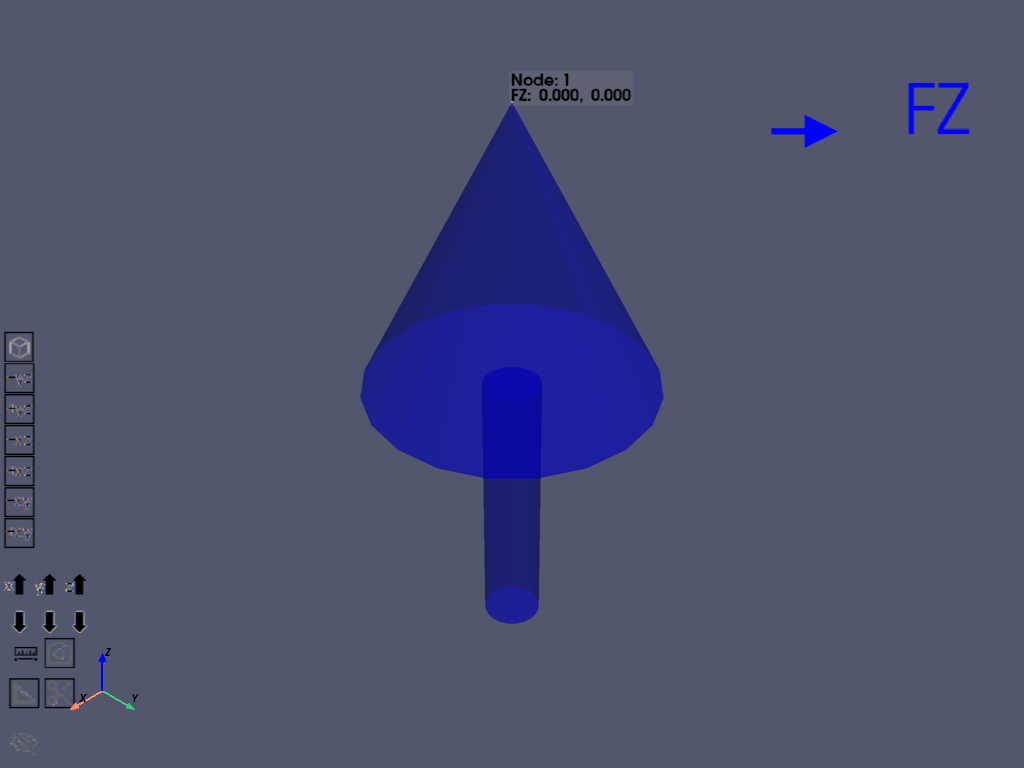 Node: 1
FZ: 0.000, 0.000
FZ
-yz
+yz
-xz
+xz
-xy
+xy
x y z
Z
X Y